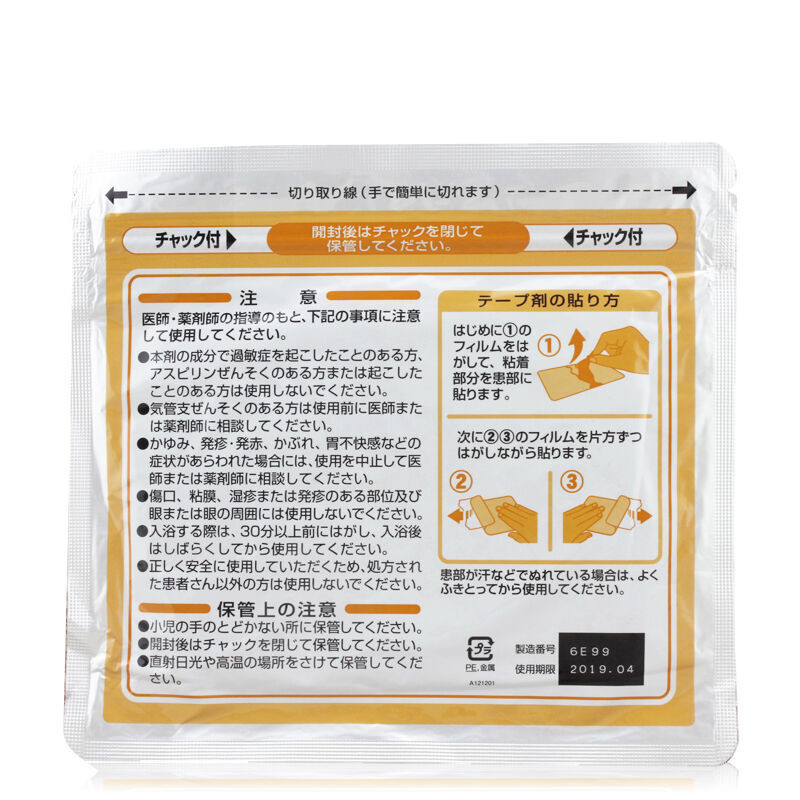 切り取り線（手で簡単に切れます）
チャック付▶
開封後はチャックを閉じて
保管してください。
◀チャック付
注 意
医師・薬剤師の指導のもと、下記の事項に注意
して使用してください。
●本剤の成分で過敏症を起こしたことのある方、
アスピリンぜんそくのある方または起こした
ことのある方は使用しないでください。
●気管支ぜんそくのある方は使用前に医師また
は薬剤師に相談してください。
●かゆみ、発疹・発赤、かぶれ、胃不快感などの
症状があらわれた場合には、使用を中止して医
師または薬剤師に相談してください。
●傷口、粘膜、湿疹または発疹のある部位及び
眼または眼の周囲には使用しないでください。
●入浴する際は、30分以上前にはがし、入浴後
はしばらくしてから使用してください。
●正しく安全に使用していただくため、処方され
た患者さん以外の方は使用しないでください。
保管上の注意
●小児の手のとどかない所に保管してください。
●開封後はチャックを閉じて保管してください。
●直射日光や高温の場所をさけて保管してくだ
さい。
テープ剤の貼り方
はじめに①の
フィルムをは
がして、粘着
部分を患部に
貼ります。
①
次に②③のフィルムを片方ずつ
はがしながら貼ります。
②
③
患部が汗などでぬれている場合は、よく
ふきとってから使用してください。
プラ
PE,金属
A121201
製造番号 6E99
使用期限 2019.04